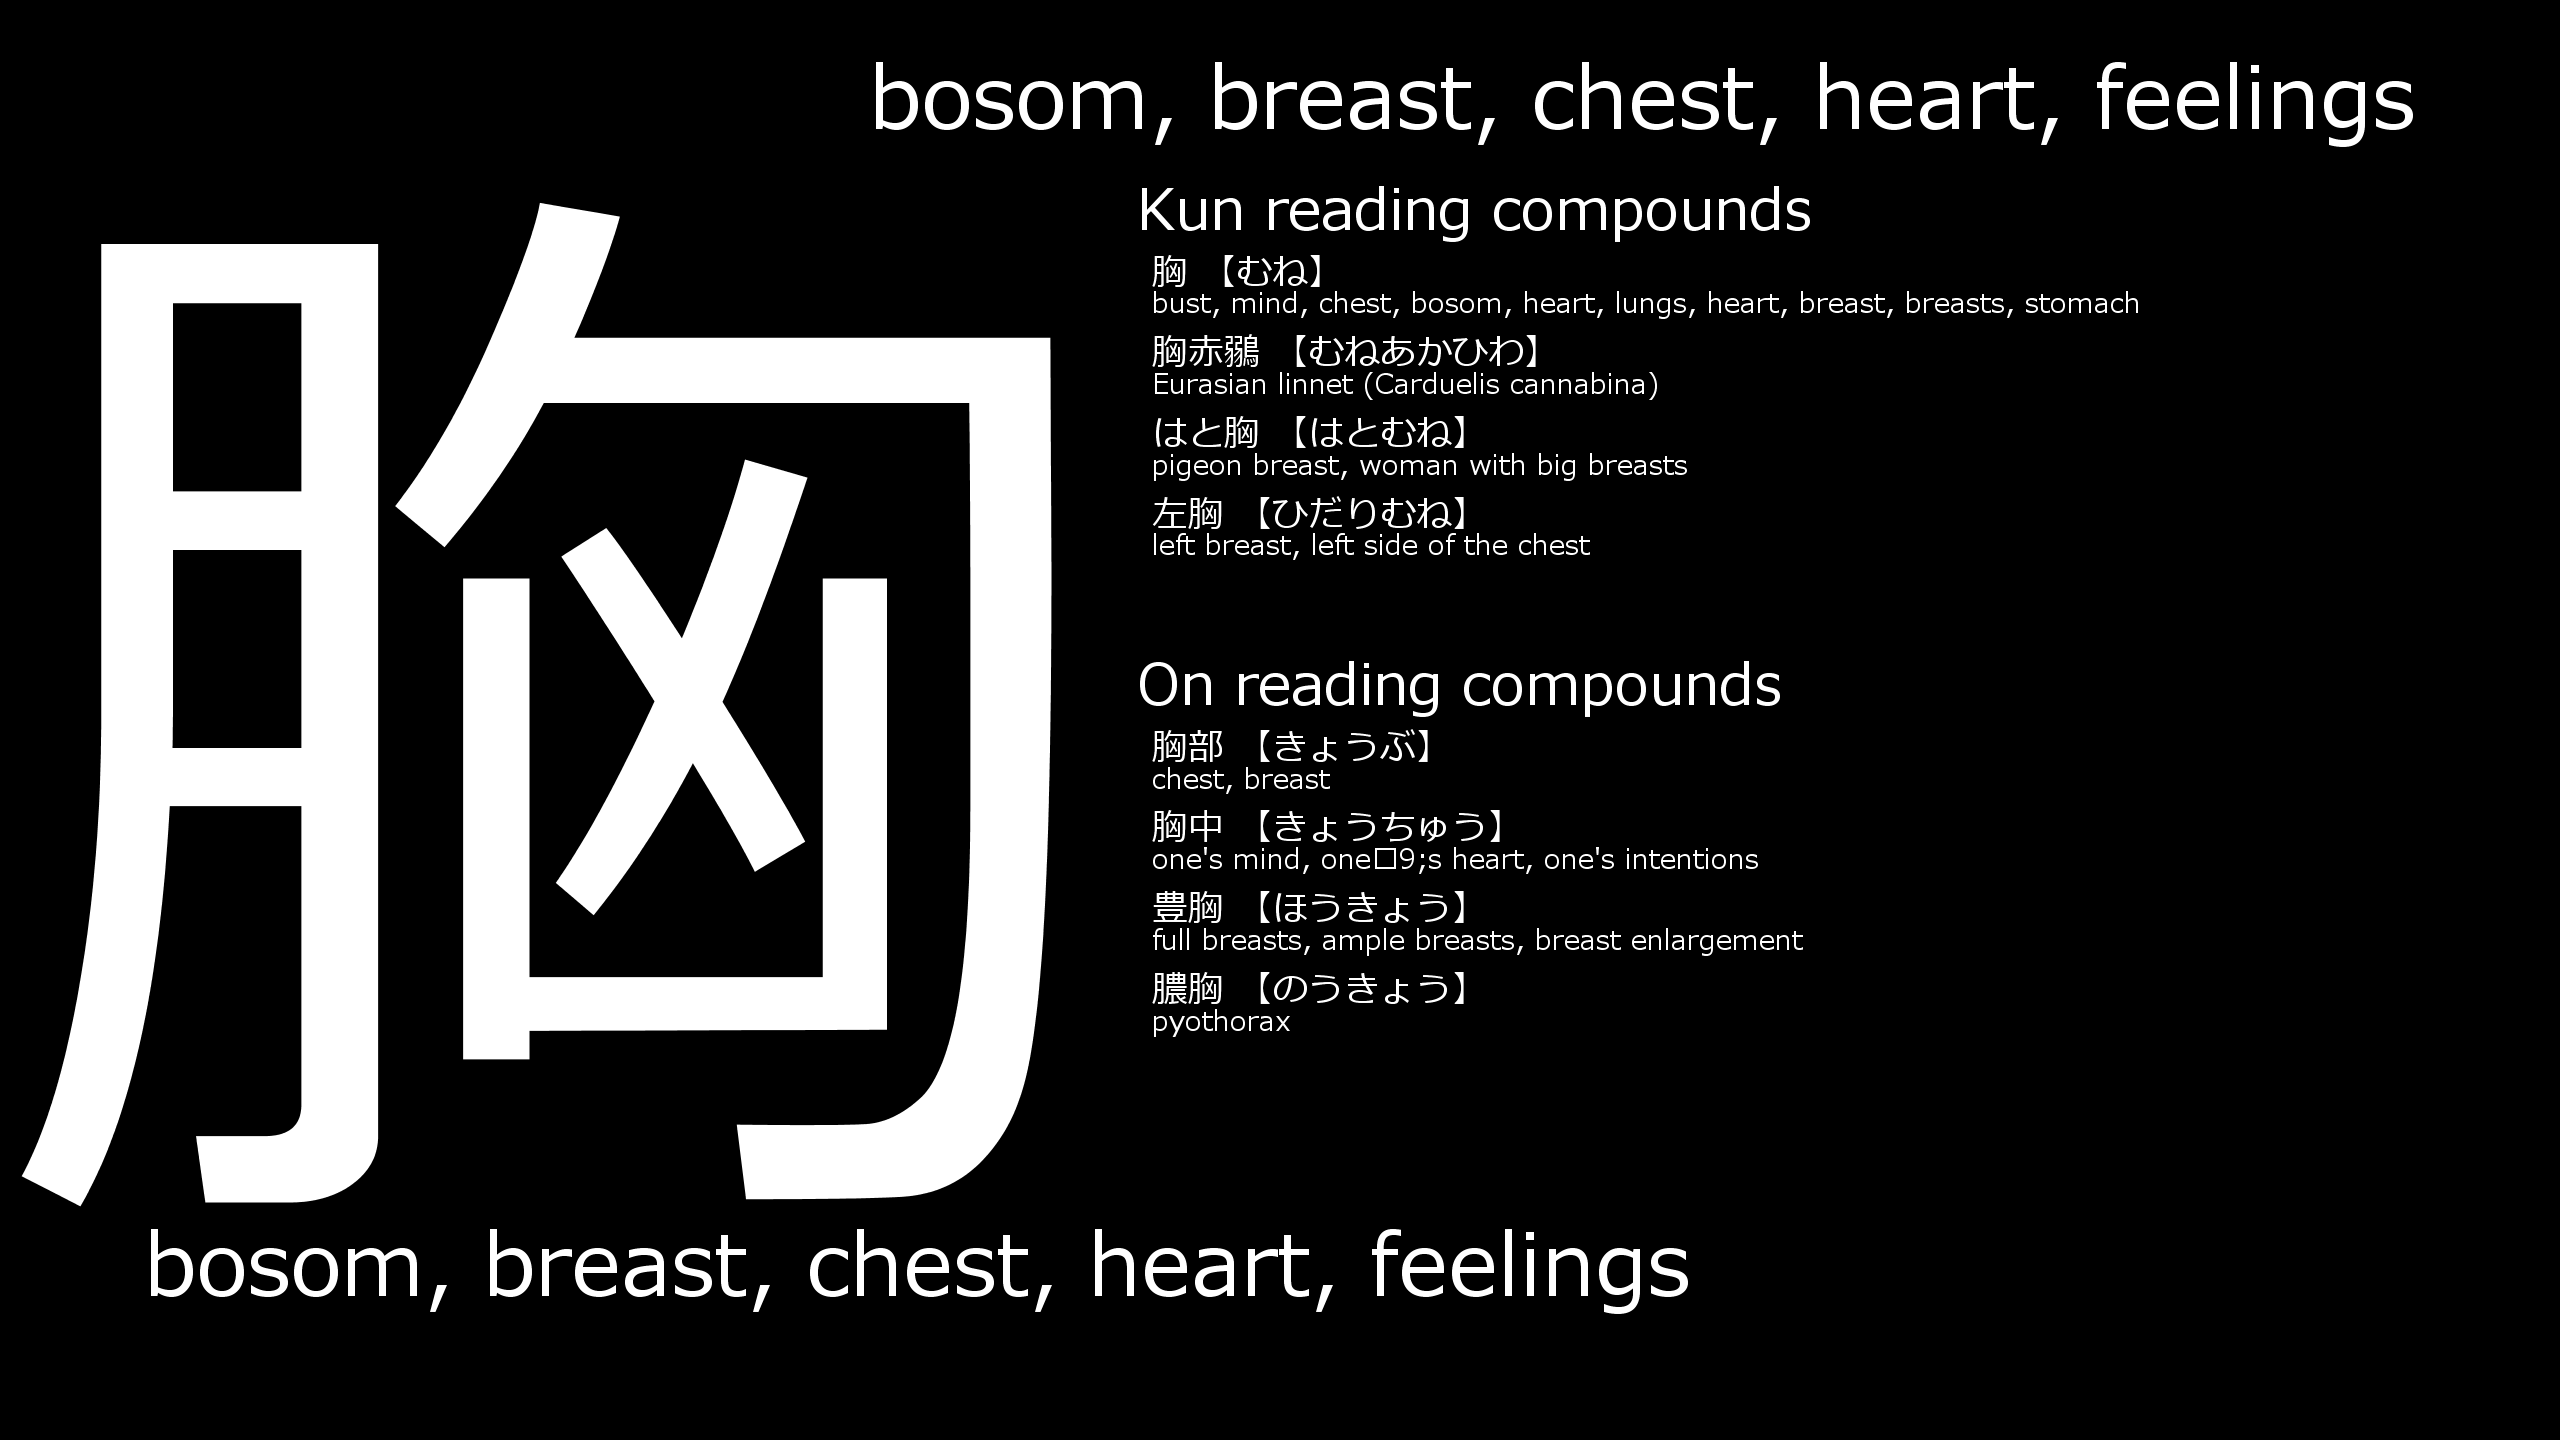 bosom, breast, chest, heart, feelings
胸
Kun reading compounds
胸 【むね】
bust, mind, chest, bosom, heart, lungs, heart, breast, breasts, stomach
胸赤鶸 【むねあかひわ】
Eurasian linnet (Carduelis cannabina)
はと胸 【はとむね】
pigeon breast, woman with big breasts
左胸 【ひだりむね】
left breast, left side of the chest
On reading compounds
胸部 【きょうぶ】
chest, breast
胸中 【きょうちゅう】
one's mind, one□9;s heart, one's intentions
豊胸 【ほうきょう】
full breasts, ample breasts, breast enlargement
膿胸 【のうきょう】
pyothorax
bosom, breast, chest, heart, feelings